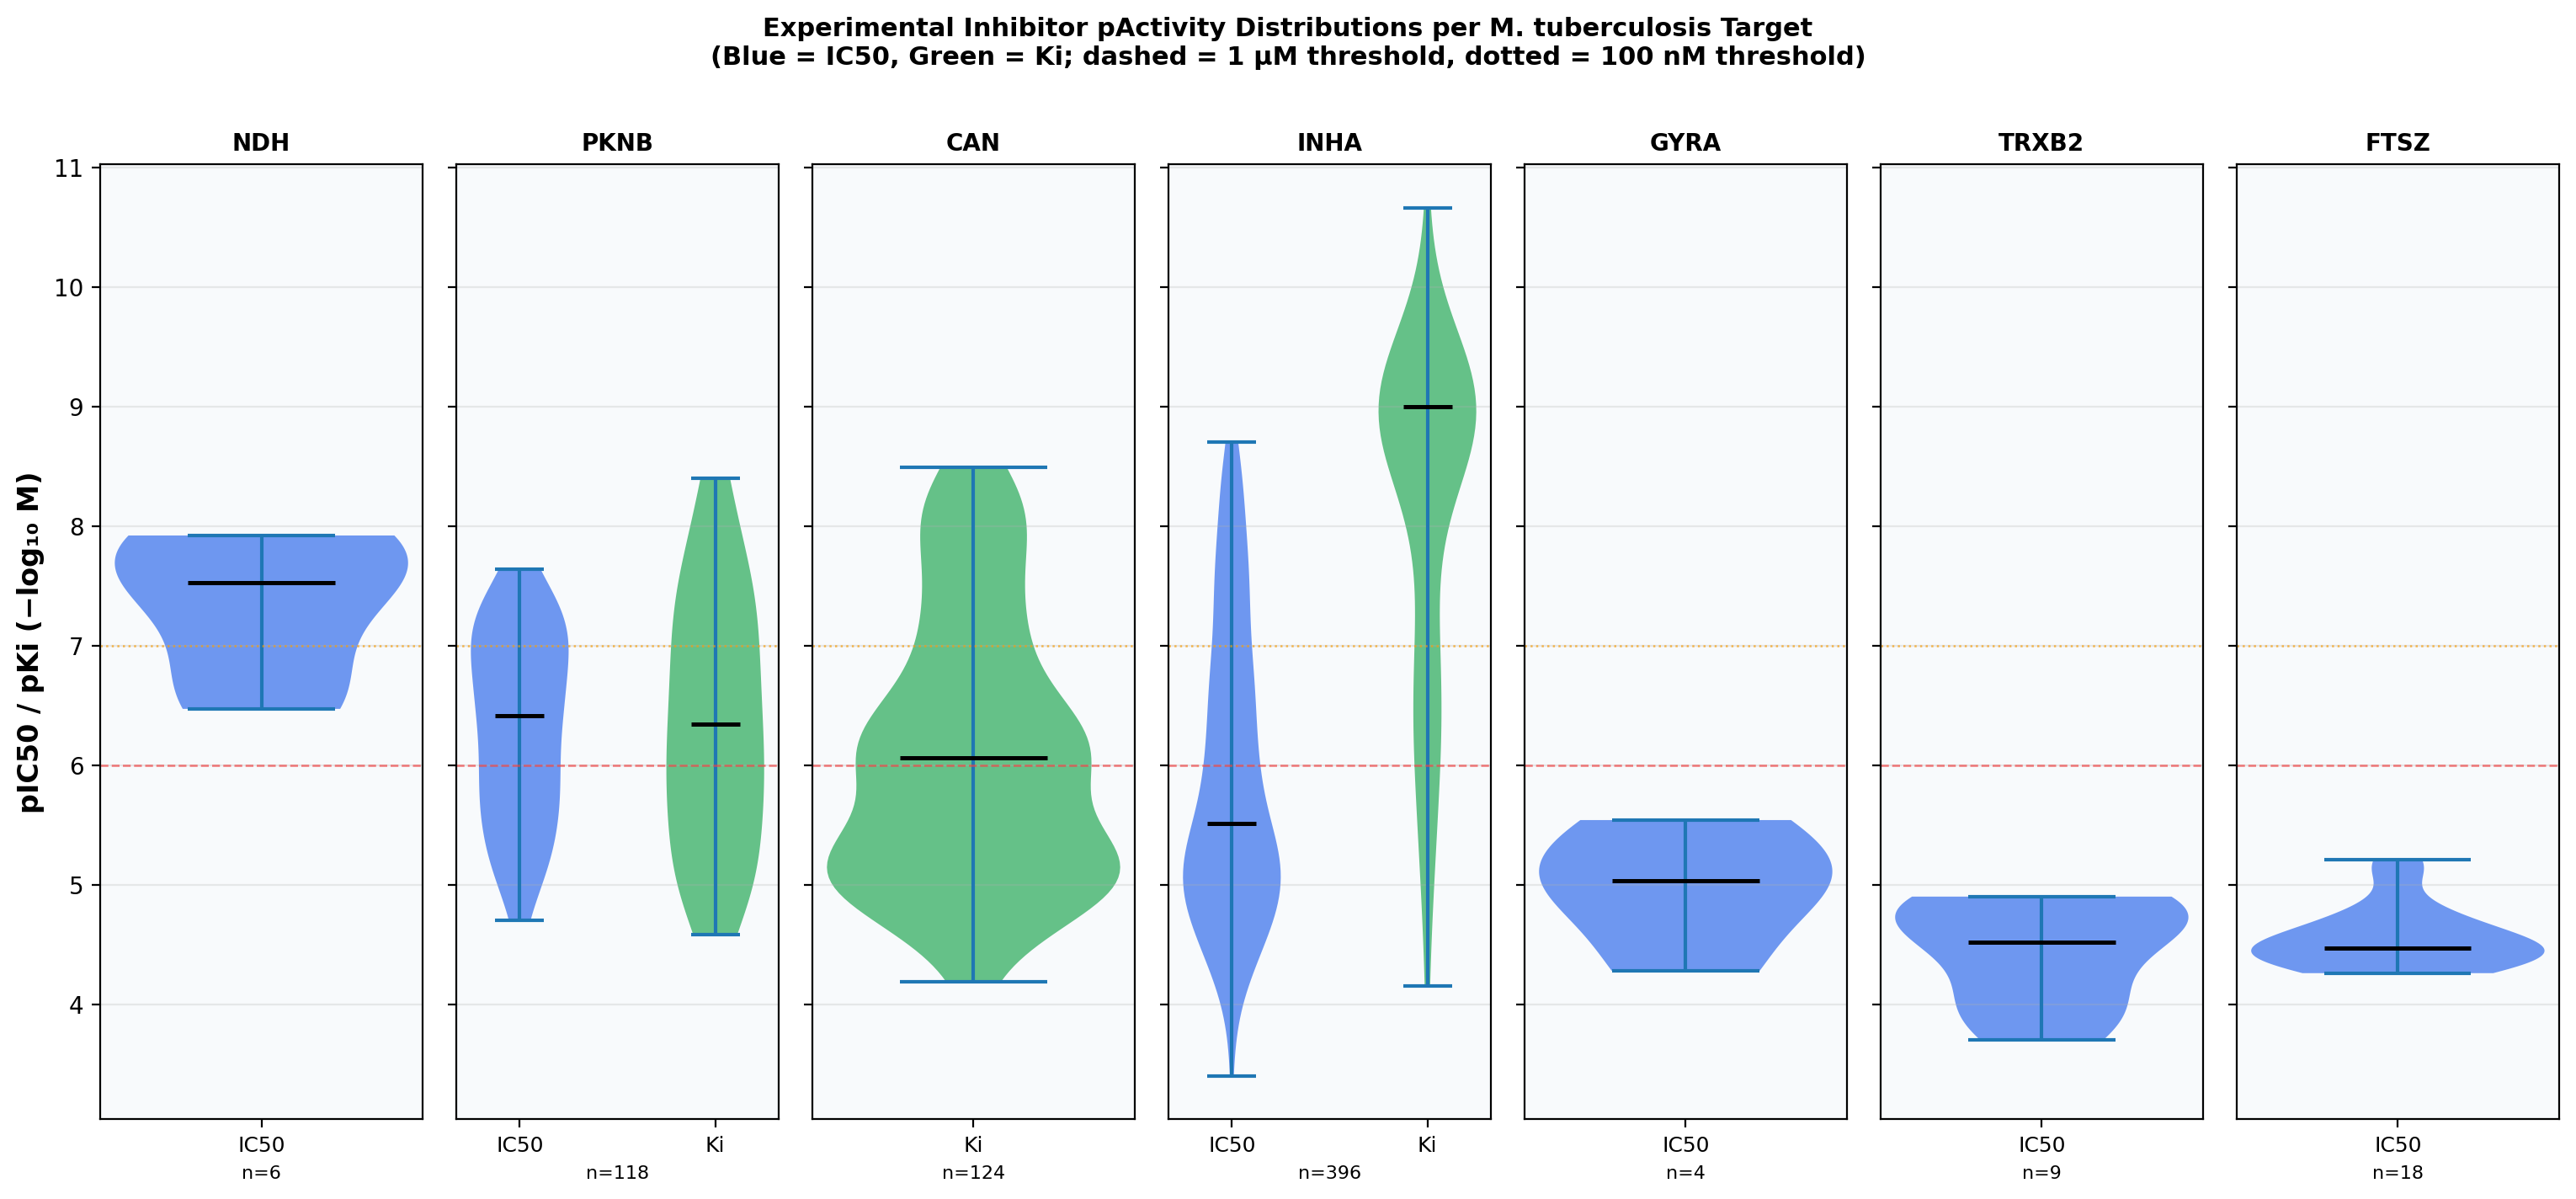 Experimental Inhibitor pActivity Distributions per M. tuberculosis Target
(Blue = IC50, Green = Ki; dashed = 1 µM threshold, dotted = 100 nM threshold)
NDH
PKNB
CAN
INHA
GYRA
TRXB2
FTSZ
pIC50 / pKi (−log₁₀ M)
11
10
9
8
7
6
5
4
IC50
n=6
IC50 Ki
n=118
Ki
n=124
IC50 Ki
n=396
IC50
n=4
IC50
n=9
IC50
n=18